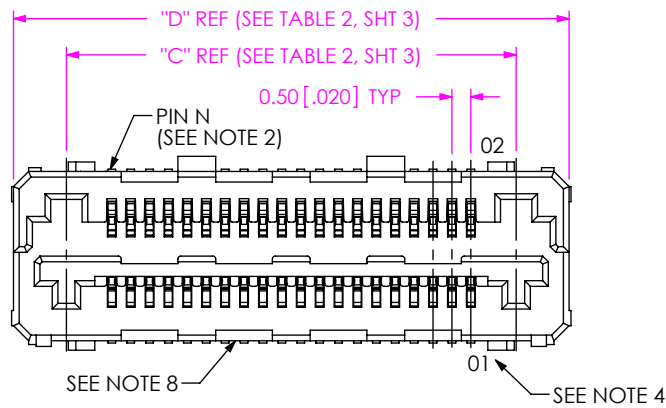 "D" REF (SEE TABLE 2, SHT 3)
"C" REF (SEE TABLE 2, SHT 3)
0.50 [.020] TYP
PIN N
(SEE NOTE 2)
02
01
SEE NOTE 8
SEE NOTE 4